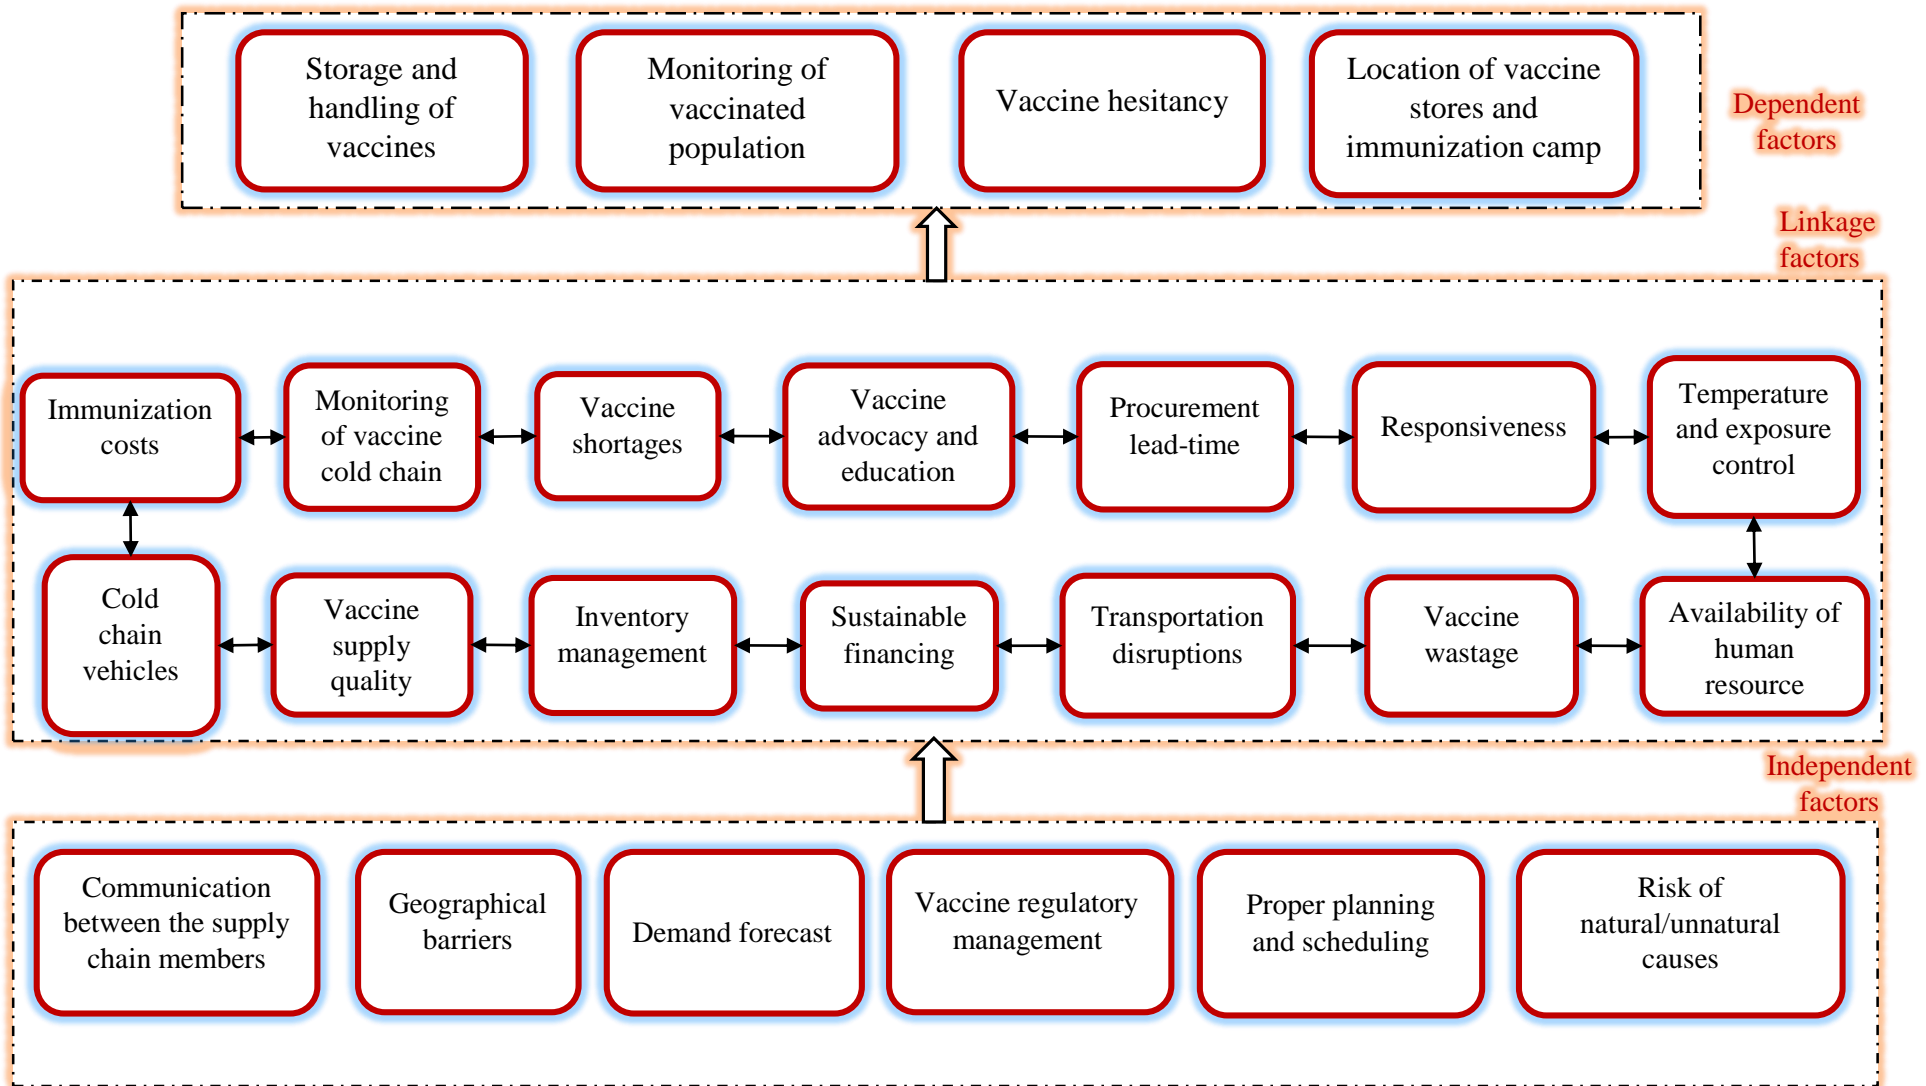 Storage and
handling of
vaccines
Monitoring of
vaccinated
population
Vaccine hesitancy
Location of vaccine
stores and
immunization camp
Dependent
factors
Linkage
factors
Immunization
costs
Monitoring
of vaccine
cold chain
Vaccine
shortages
Vaccine
advocacy and
education
Procurement
lead-time
Responsiveness
Temperature
and exposure
control
Cold
chain
vehicles
Vaccine
supply
quality
Inventory
management
Sustainable
financing
Transportation
disruptions
Vaccine
wastage
Availability of
human
resource
Independent
factors
Communication
between the supply
chain members
Geographical
barriers
Demand forecast
Vaccine regulatory
management
Proper planning
and scheduling
Risk of
natural/unnatural
causes